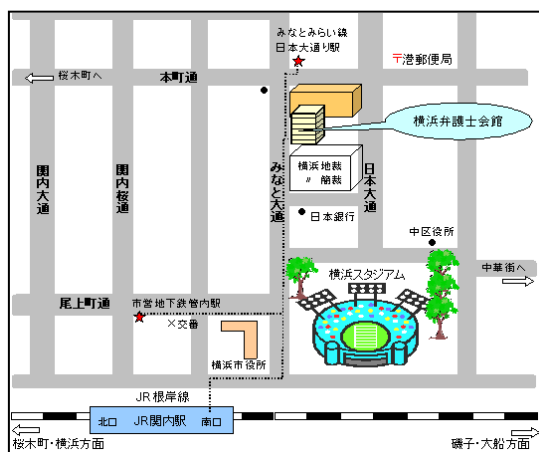 みなとみらい線
日本大通り駅
〒港郵便局
桜木町へ
本町通
横浜弁護士会館
関内大通
関内桜通
みなと大通
日本大通
横浜地裁
〃 簡裁
日本銀行
中区役所
中華街へ
横浜スタジアム
尾上町通
市営地下鉄管内駅
×交番
横浜市役所
JR根岸線
北口 JR関内駅 南口
桜木町・横浜方面
磯子・大船方面